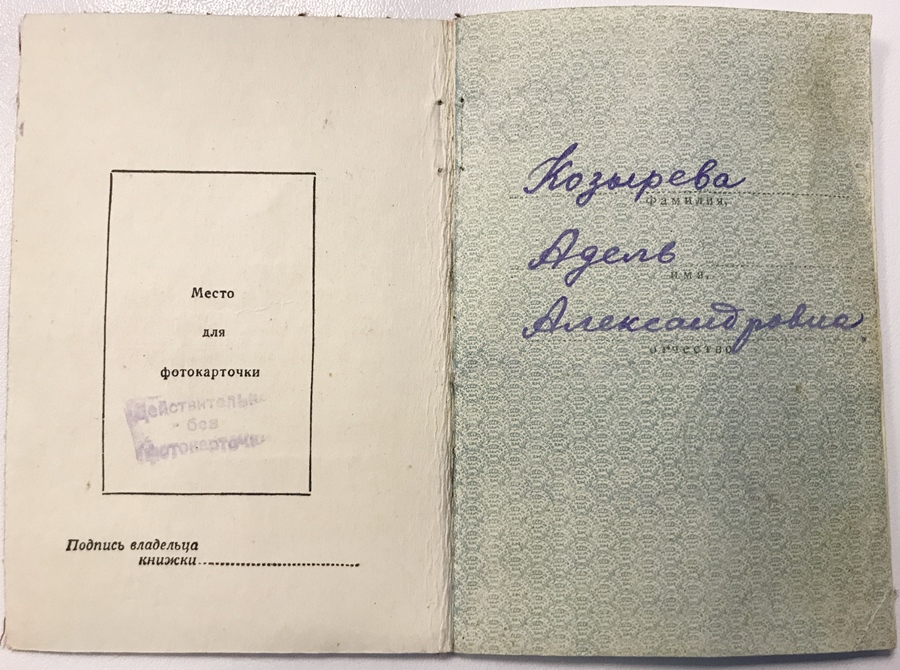 Место
для
фотокарточки
Действительна
без
фотокарточки
Подпись владельца
книжки
Козырева
фамилия.
Адель
имя.
Александровна
отчество